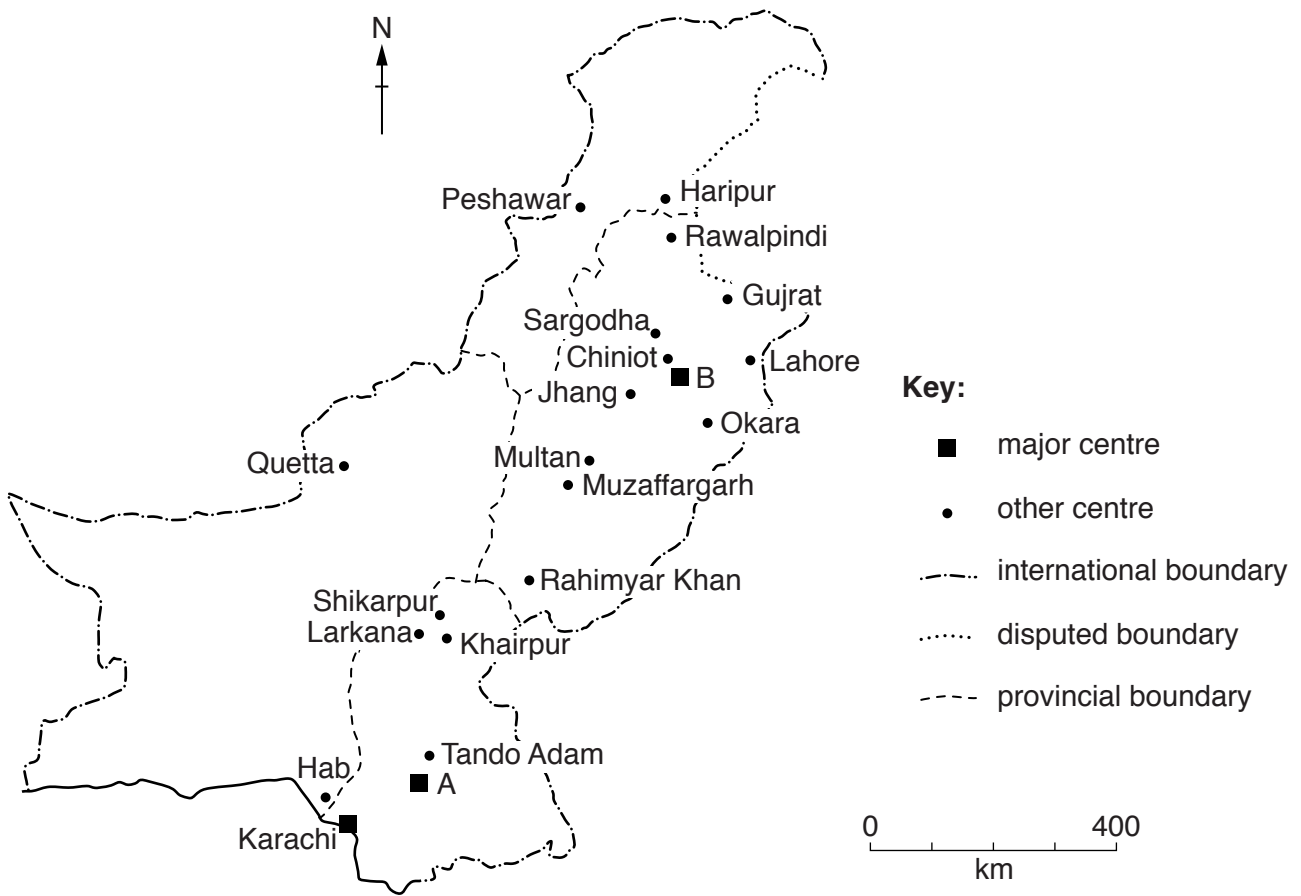 N
Peshawar
Haripur
Rawalpindi
Gujrat
Sargodha
Chiniot
Lahore
B
Jhang
Okara
Quetta
Multan
Muzaffargarh
Rahimyar Khan
Shikarpur
Larkana
Khairpur
Tando Adam
Hab
A
Karachi
Key:
major centre
other centre
international boundary
disputed boundary
provincial boundary
0 400
km